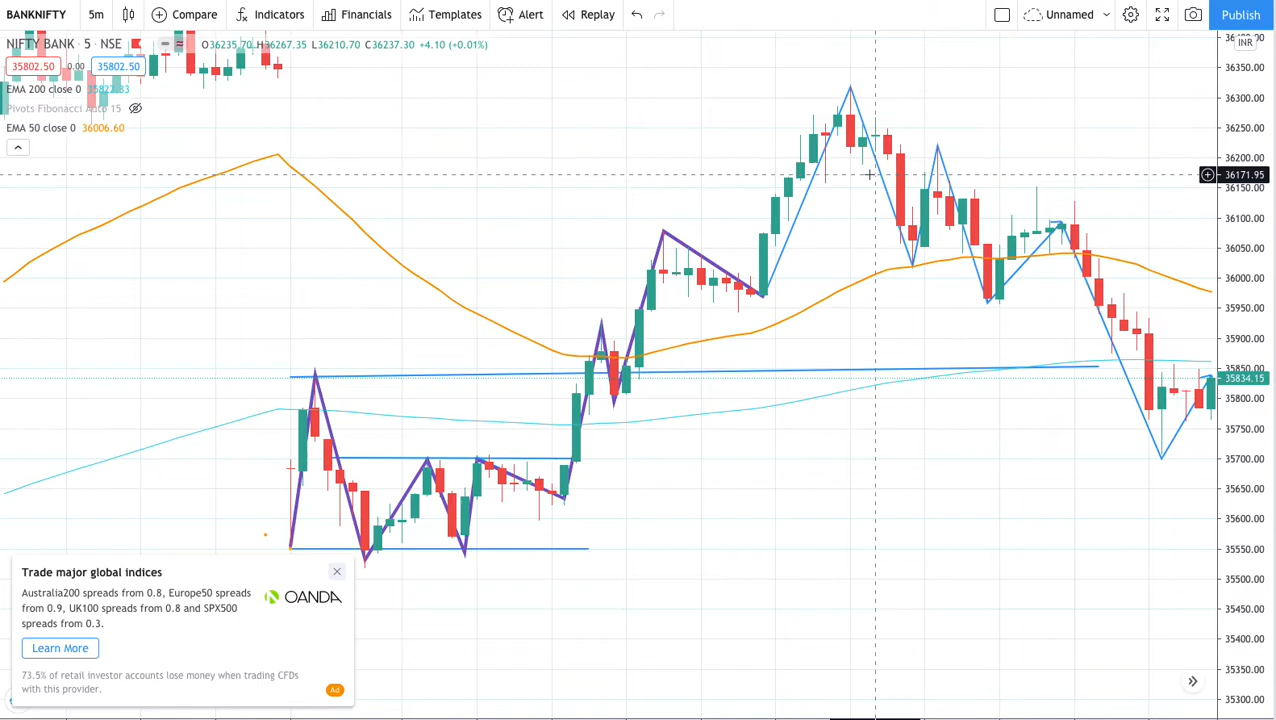 BANKNIFTY 5m Compare Indicators Financials Templates Alert Replay Unnamed Publish
NIFTY BANK · 5 · NSE O36235.70 H36267.35 L36210.70 C36237.30 +4.10 (+0.01%)
INR
35802.50 0.00 35802.50
EMA 200 close 0
Pivots Fibonacci Auto 15
EMA 50 close 0 36006.60
36350.00
36300.00
36250.00
36200.00
36171.95
36150.00
36100.00
36050.00
36000.00
35950.00
35900.00
35850.00
35834.15
35800.00
35750.00
35700.00
35650.00
35600.00
35550.00
35500.00
35450.00
35400.00
35350.00
35300.00
Trade major global indices
Australia200 spreads from 0.8, Europe50 spreads
from 0.9, UK100 spreads from 0.8 and SPX500
spreads from 0.3.
OANDA
Learn More
73.5% of retail investor accounts lose money when trading CFDs
with this provider.
Ad